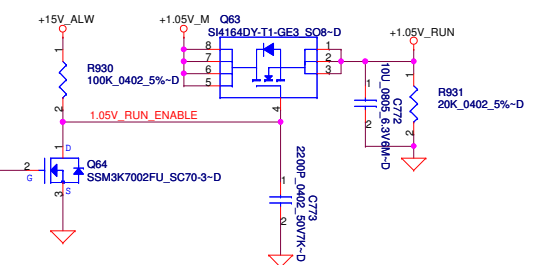 +15V_ALW
+1.05V_M
Q63
SI4164DY-T1-GE3_SO8~D
+1.05V_RUN
8
7
6
5
1
2
3
4
1
R930
100K_0402_5%~D
2
1
C772
10U_0805_6.3V6M~D
2
1
R931
20K_0402_5%~D
2
1.05V_RUN_ENABLE
1
D
Q64
SSM3K7002FU_SC70-3~D
2
G
3
S
1
C773
2200P_0402_50V7K~D
2